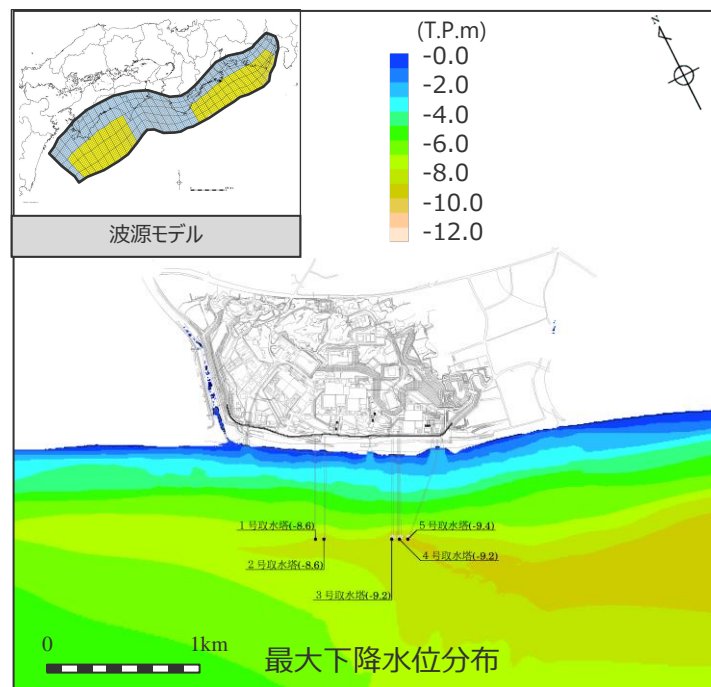 波源モデル
(T.P.m)
-0.0
-2.0
-4.0
-6.0
-8.0
-10.0
-12.0
N
1号取水塔(-8.6)
2号取水塔(-8.6)
3号取水塔(-9.2)
5号取水塔(-9.4)
4号取水塔(-9.2)
0 1km
最大下降水位分布